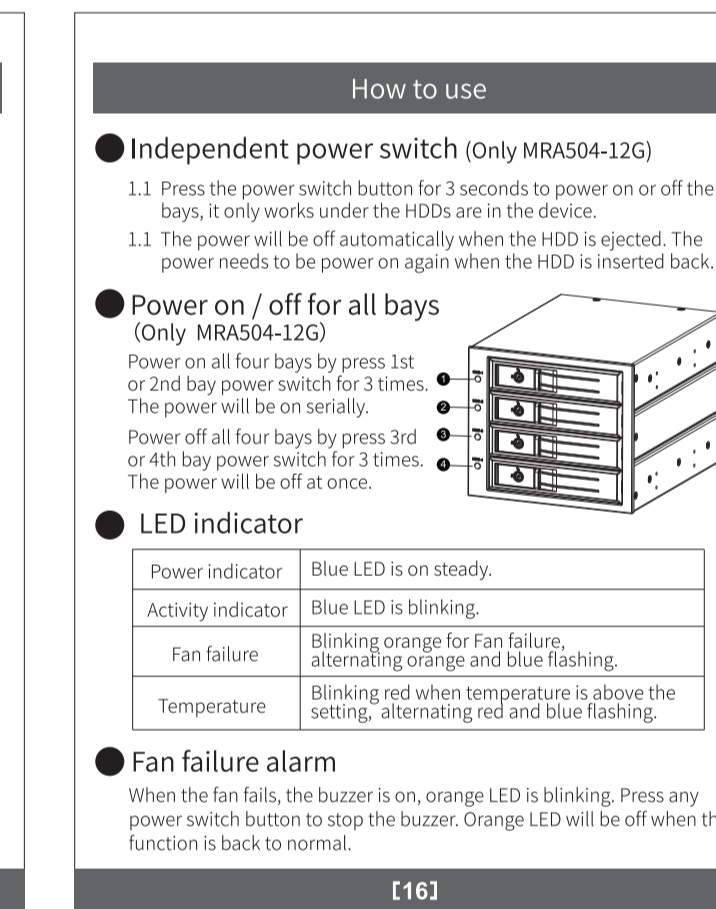 How to use
Independent power switch (Only MRA504-12G)
1.1 Press the power switch button for 3 seconds to power on or off the
bays, it only works under the HDDs are in the device.
1.1 The power will be off automatically when the HDD is ejected. The
power needs to be power on again when the HDD is inserted back.
Power on / off for all bays
(Only MRA504-12G)
Power on all four bays by press 1st
or 2nd bay power switch for 3 times.
The power will be on serially.
Power off all four bays by press 3rd
or 4th bay power switch for 3 times.
The power will be off at once.
1
2
3
4
LED indicator
Power indicator Blue LED is on steady.
Activity indicator Blue LED is blinking.
Fan failure Blinking orange for Fan failure,
alternating orange and blue flashing.
Temperature Blinking red when temperature is above the
setting, alternating red and blue flashing.
Fan failure alarm
When the fan fails, the buzzer is on, orange LED is blinking. Press any
power switch button to stop the buzzer. Orange LED will be off when
function is back to normal.
[16]